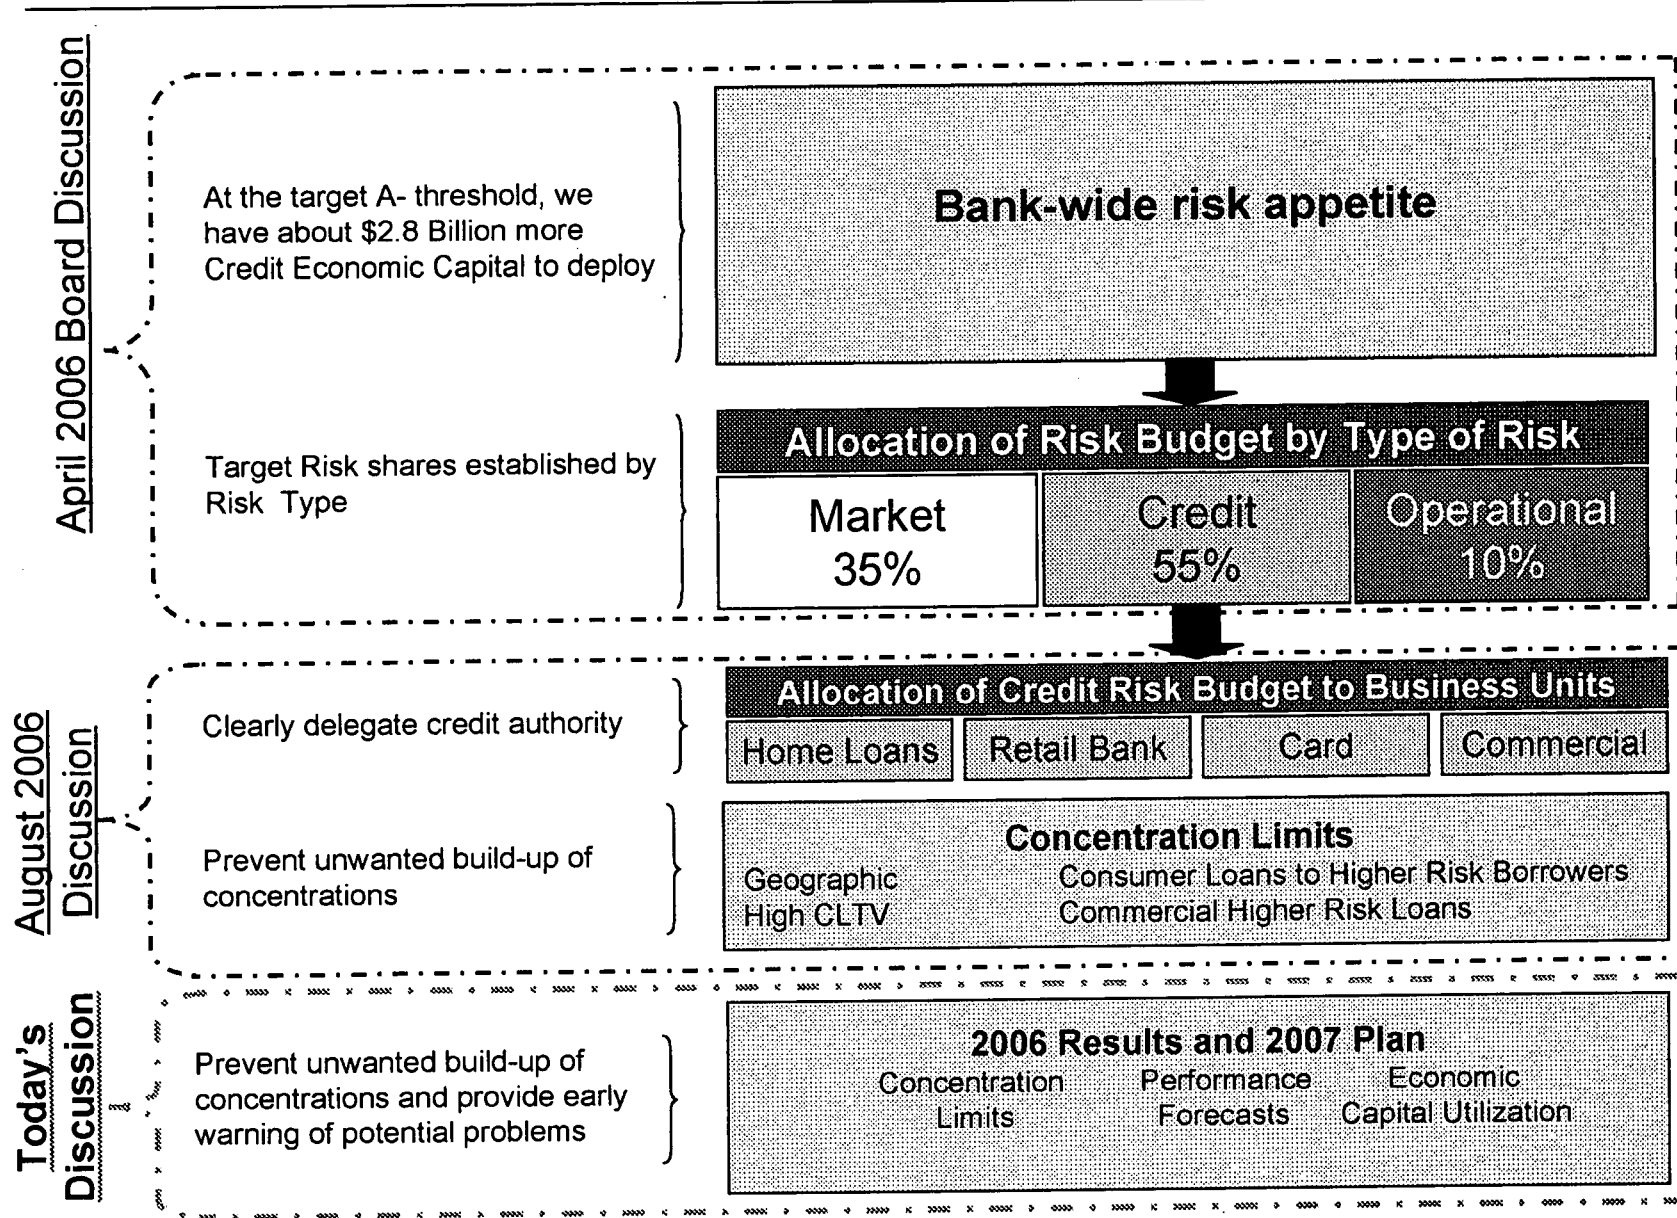 April 2006 Board Discussion
At the target A- threshold, we
have about $2.8 Billion more
Credit Economic Capital to deploy
Bank-wide risk appetite
Target Risk shares established by
Risk Type
Allocation of Risk Budget by Type of Risk
Market
35%
Credit
55%
Operational
10%
August 2006
Discussion
Clearly delegate credit authority
Allocation of Credit Risk Budget to Business Units
Home Loans
Retail Bank
Card
Commercial
Prevent unwanted build-up of
concentrations
Concentration Limits
Geographic
High CLTV
Consumer Loans to Higher Risk Borrowers
Commercial Higher Risk Loans
Today's
Discussion
Prevent unwanted build-up of
concentrations and provide early
warning of potential problems
2006 Results and 2007 Plan
Concentration
Limits
Performance
Forecasts
Economic
Capital Utilization